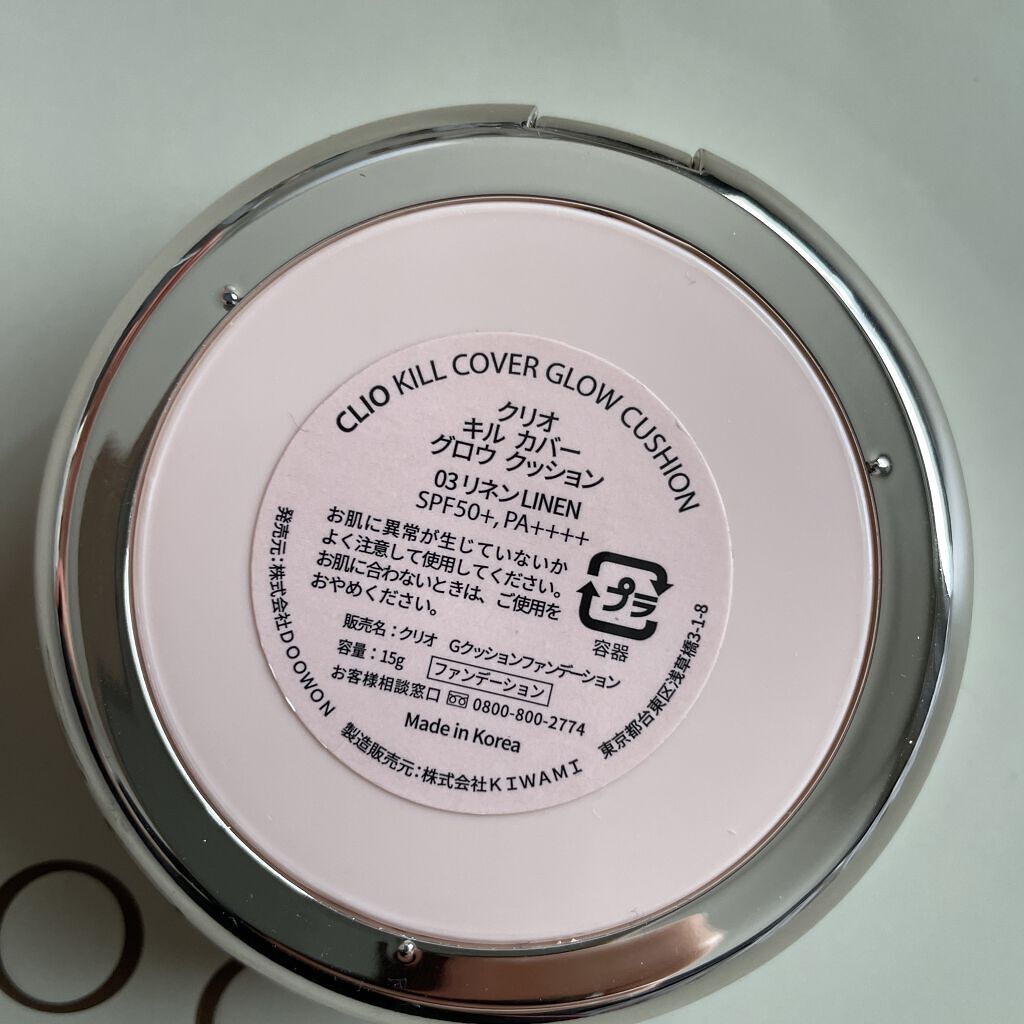 CLIO KILL COVER GLOW CUSHION
クリオ
キル カバー
グロウ クッション
03 リネン LINEN
SPF50+, PA++++
お肌に異常が生じていないか
よく注意して使用してください。
お肌に合わないときは、ご使用を
おやめください。
プラ
容器
販売名：クリオ Gクッションファンデーション
容量：15g ファンデーション
お客様相談窓口 0800-800-2774
Made in Korea
発売元：株式会社DOOWON
製造販売元：株式会社KIWAMI 東京都台東区浅草橋3-1-8